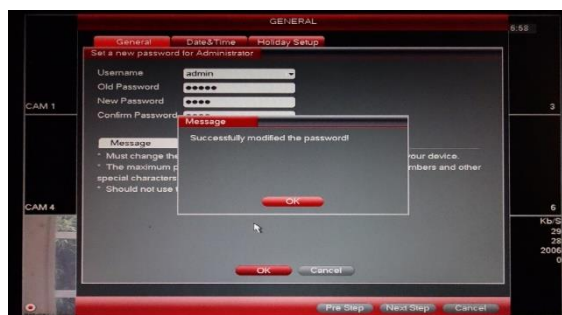 GENERAL
6:58
General Date&Time Holiday Setup
Set a new password for Administrator
Username admin
Old Password ●●●●●
New Password ●●●●
Confirm Password
CAM 1
3
Message
Successfully modified the password!
Message
* Must change the your device.
* The maximum mbers and other
special characters
* Should not use
OK
CAM 4
6
Kb/S
29
28
2006
0
OK Cancel
Pre Step Next Step Cancel